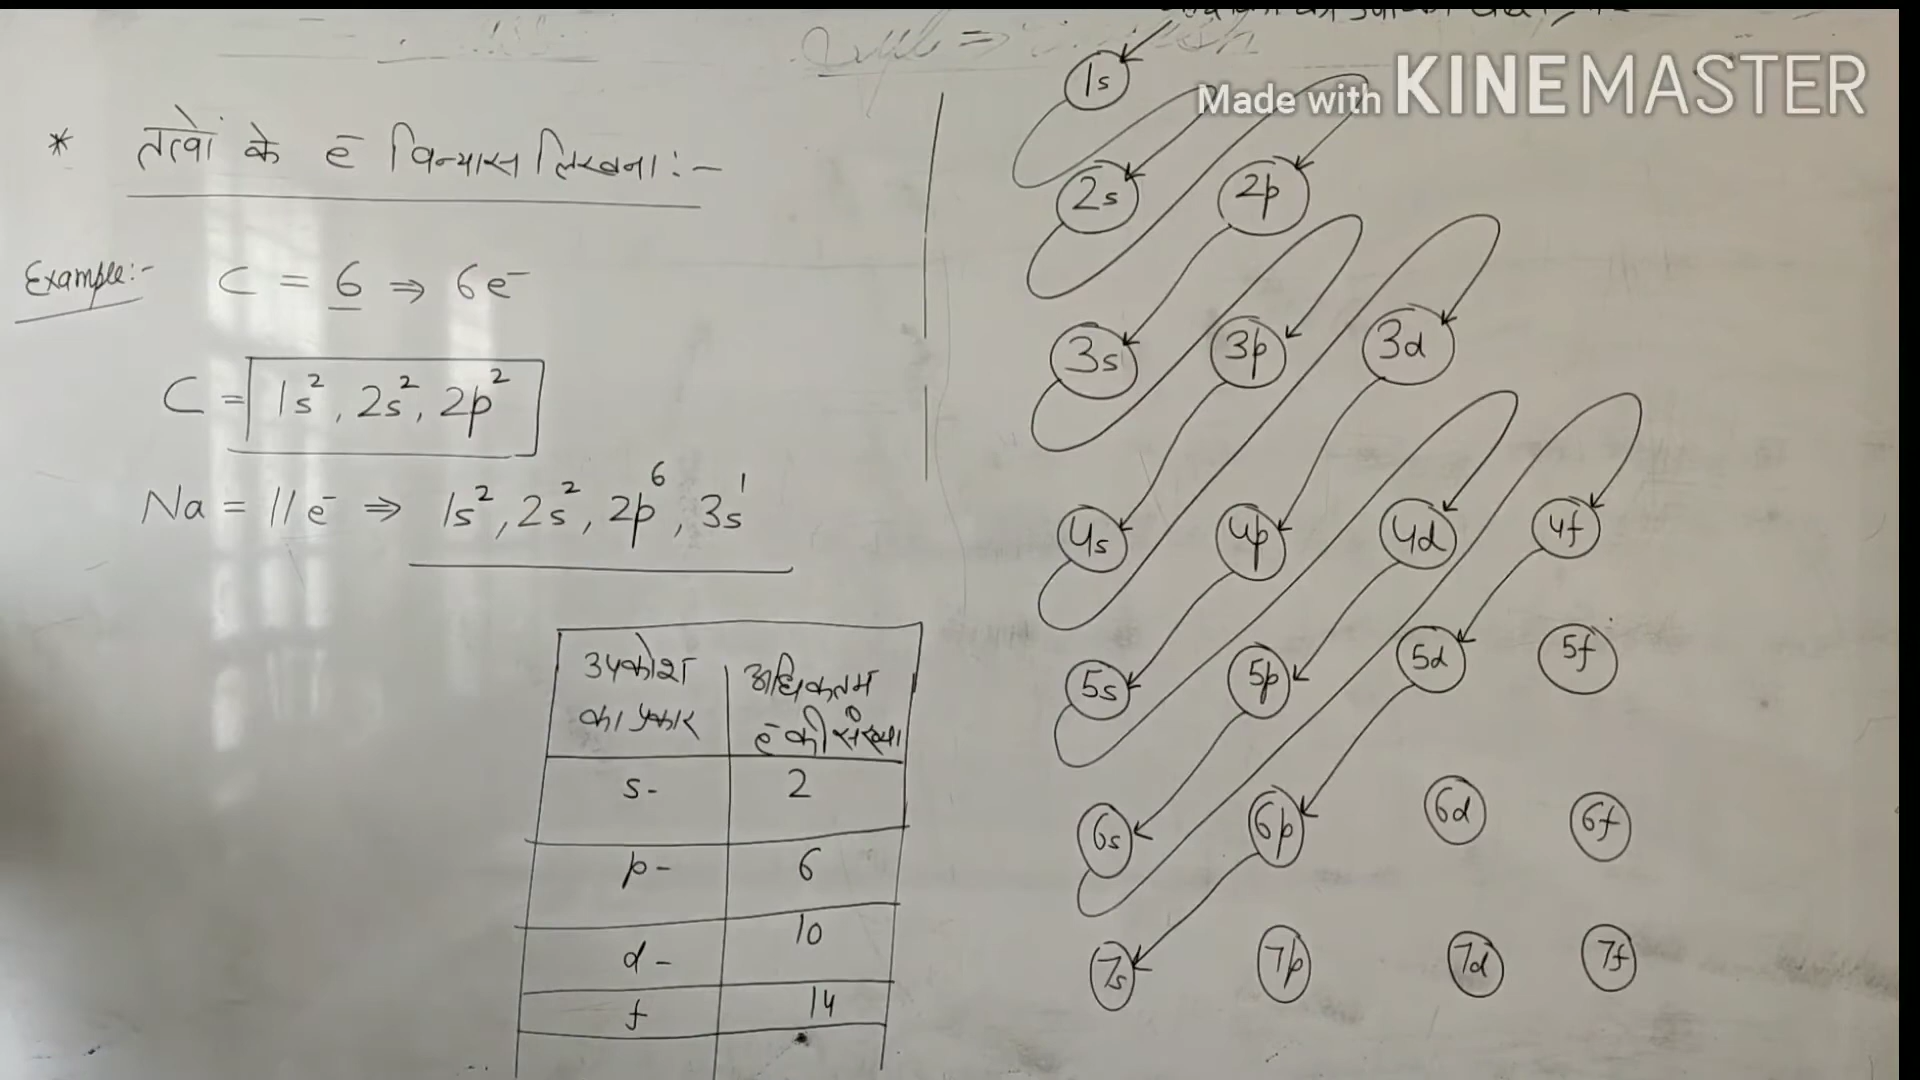 Made with KINEMASTER
* तत्वों के e̅ विन्यास लिखना:-
Example:- C = 6 ⇒ 6e⁻
C = 1s², 2s², 2p²
Na = 11e⁻ ⇒ 1s², 2s², 2p⁶, 3s¹
उपकोश का प्रकार | अधिकतम e̅ की संख्या
s- 2
p- 6
d- 10
f 14
1s
2s 2p
3s 3p 3d
4s 4p 4d 4f
5s 5p 5d 5f
6s 6p 6d 6f
7s 7p 7d 7f